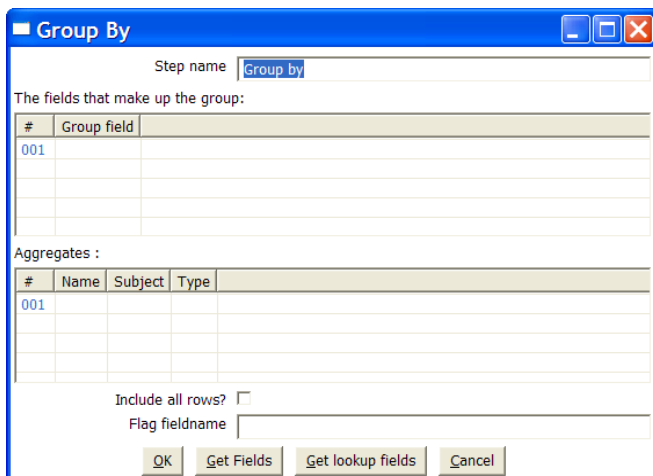 Group By
Step name Group by
The fields that make up the group:
# Group field
001
Aggregates :
# Name Subject Type
001
Include all rows?
Flag fieldname
OK Get Fields Get lookup fields Cancel